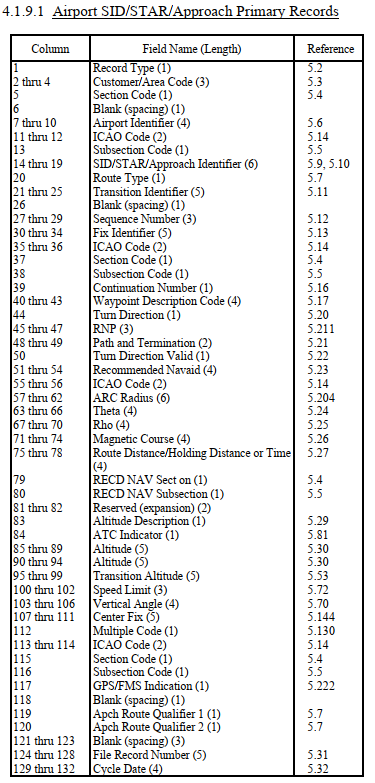 4.1.9.1 Airport SID/STAR/Approach Primary Records
Column Field Name (Length) Reference
1 Record Type (1) 5.2
2 thru 4 Customer/Area Code (3) 5.3
5 Section Code (1) 5.4
6 Blank (spacing) (1)
7 thru 10 Airport Identifier (4) 5.6
11 thru 12 ICAO Code (2) 5.14
13 Subsection Code (1) 5.5
14 thru 19 SID/STAR/Approach Identifier (6) 5.9, 5.10
20 Route Type (1) 5.7
21 thru 25 Transition Identifier (5) 5.11
26 Blank (spacing) (1)
27 thru 29 Sequence Number (3) 5.12
30 thru 34 Fix Identifier (5) 5.13
35 thru 36 ICAO Code (2) 5.14
37 Section Code (1) 5.4
38 Subsection Code (1) 5.5
39 Continuation Number (1) 5.16
40 thru 43 Waypoint Description Code (4) 5.17
44 Turn Direction (1) 5.20
45 thru 47 RNP (3) 5.211
48 thru 49 Path and Termination (2) 5.21
50 Turn Direction Valid (1) 5.22
51 thru 54 Recommended Navaid (4) 5.23
55 thru 56 ICAO Code (2) 5.14
57 thru 62 ARC Radius (6) 5.204
63 thru 66 Theta (4) 5.24
67 thru 70 Rho (4) 5.25
71 thru 74 Magnetic Course (4) 5.26
75 thru 78 Route Distance/Holding Distance or Time 5.27
(4)
79 RECD NAV Sect on (1) 5.4
80 RECD NAV Subsection (1) 5.5
81 thru 82 Reserved (expansion) (2)
83 Altitude Description (1) 5.29
84 ATC Indicator (1) 5.81
85 thru 89 Altitude (5) 5.30
90 thru 94 Altitude (5) 5.30
95 thru 99 Transition Altitude (5) 5.53
100 thru 102 Speed Limit (3) 5.72
103 thru 106 Vertical Angle (4) 5.70
107 thru 111 Center Fix (5) 5.144
112 Multiple Code (1) 5.130
113 thru 114 ICAO Code (2) 5.14
115 Section Code (1) 5.4
116 Subsection Code (1) 5.5
117 GPS/FMS Indication (1) 5.222
118 Blank (spacing) (1)
119 Apch Route Qualifier 1 (1) 5.7
120 Apch Route Qualifier 2 (1) 5.7
121 thru 123 Blank (spacing) (3)
124 thru 128 File Record Number (5) 5.31
129 thru 132 Cycle Date (4) 5.32